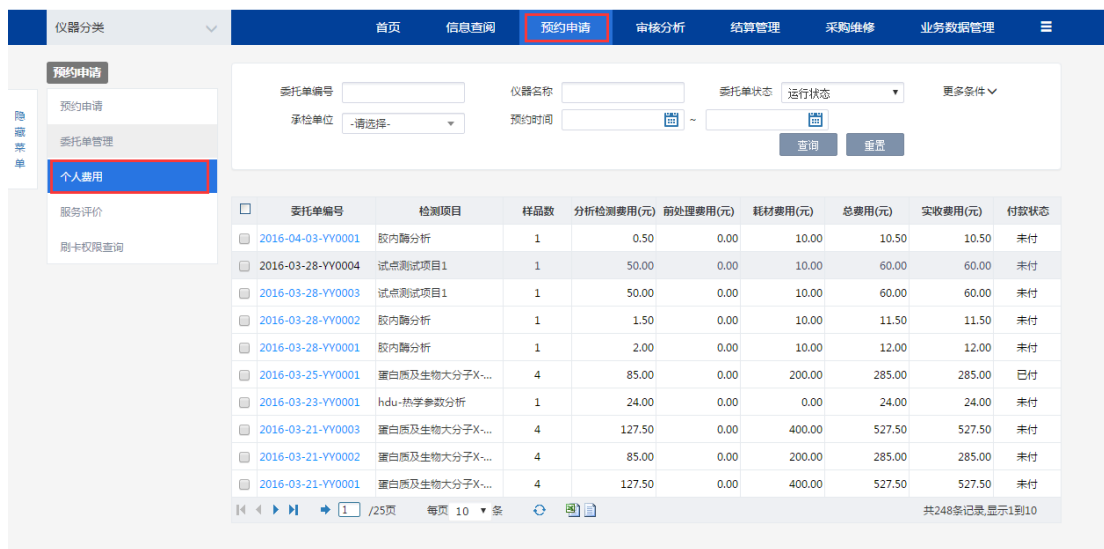 仪器分类 首页 信息查阅 预约申请 审核分析 结算管理 采购维修 业务数据管理
预约申请
预约申请
委托单管理
个人费用
服务评价
刷卡权限查询
隐藏菜单
委托单编号 仪器名称 委托单状态 运行状态 更多条件
承检单位 -请选择- 预约时间 ~
查询 重置
委托单编号 检测项目 样品数 分析检测费用(元) 前处理费用(元) 耗材费用(元) 总费用(元) 实收费用(元) 付款状态
2016-04-03-YY0001 胶内酶分析 1 0.50 0.00 10.00 10.50 10.50 未付
2016-03-28-YY0004 试点测试项目1 1 50.00 0.00 10.00 60.00 60.00 未付
2016-03-28-YY0003 试点测试项目1 1 50.00 0.00 10.00 60.00 60.00 未付
2016-03-28-YY0002 胶内酶分析 1 1.50 0.00 10.00 11.50 11.50 未付
2016-03-28-YY0001 胶内酶分析 1 2.00 0.00 10.00 12.00 12.00 未付
2016-03-25-YY0001 蛋白质及生物大分子X-... 4 85.00 0.00 200.00 285.00 285.00 已付
2016-03-23-YY0001 hdu-热学参数分析 1 24.00 0.00 0.00 24.00 24.00 未付
2016-03-21-YY0003 蛋白质及生物大分子X-... 4 127.50 0.00 400.00 527.50 527.50 未付
2016-03-21-YY0002 蛋白质及生物大分子X-... 4 85.00 0.00 200.00 285.00 285.00 未付
2016-03-21-YY0001 蛋白质及生物大分子X-... 4 127.50 0.00 400.00 527.50 527.50 未付
1 /25页 每页 10 条 共248条记录,显示1到10